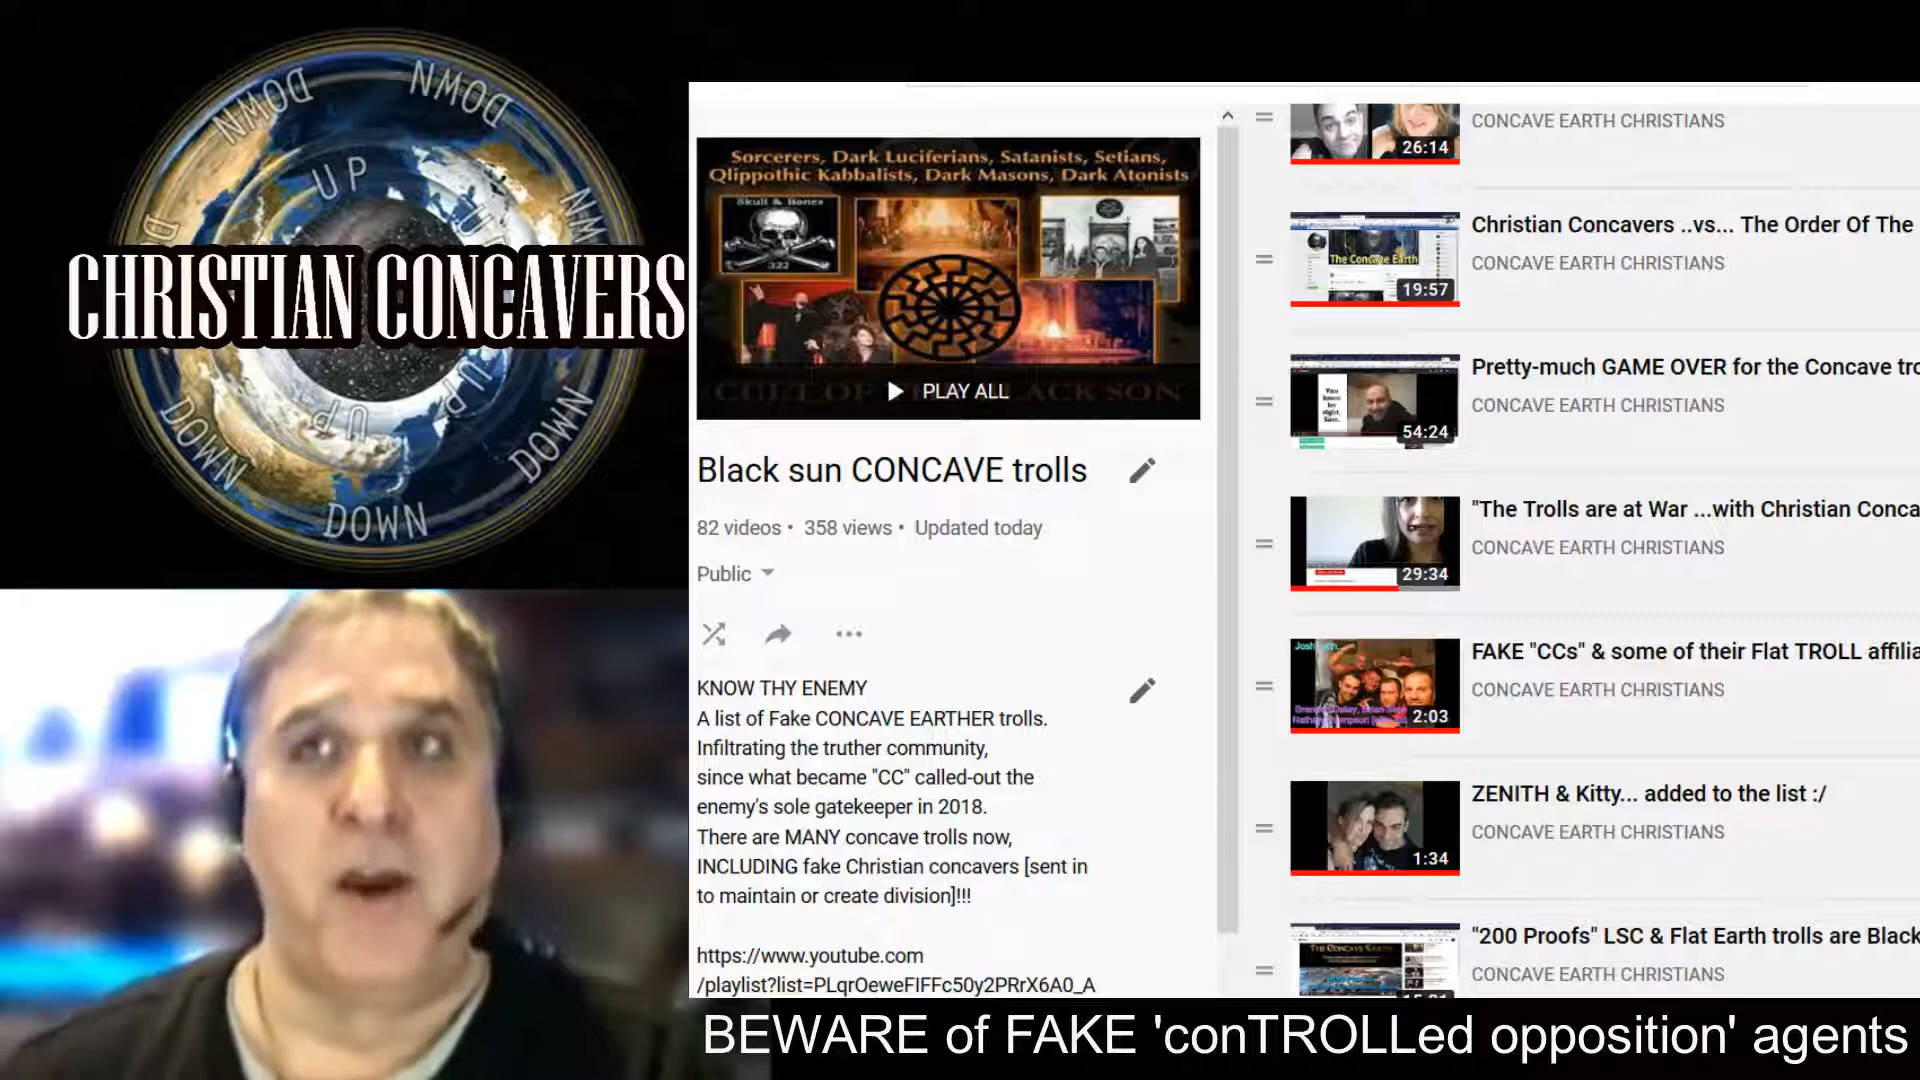 DOWN
DOWN
UP
DOWN
CHRISTIAN CONCAVERS
UP
UP
DOWN
DOWN
DOWN
Sorcerers, Dark Luciferians, Satanists, Setians,
Qlippothic Kabbalists, Dark Masons, Dark Atonists
Skull & Bones
322
PLAY ALL
Black sun CONCAVE trolls
82 videos • 358 views • Updated today
Public
KNOW THY ENEMY
A list of Fake CONCAVE EARTHER trolls.
Infiltrating the truther community,
since what became "CC" called-out the
enemy's sole gatekeeper in 2018.
There are MANY concave trolls now,
INCLUDING fake Christian concavers [sent in
to maintain or create division]!!!
https://www.youtube.com
/playlist?list=PLqrOeweFIFFc50y2PRrX6A0_A
26:14
CONCAVE EARTH CHRISTIANS
The Concave Earth
19:57
Christian Concavers ..vs... The Order Of The
CONCAVE EARTH CHRISTIANS
54:24
Pretty-much GAME OVER for the Concave tro
CONCAVE EARTH CHRISTIANS
29:34
"The Trolls are at War ...with Christian Conca
CONCAVE EARTH CHRISTIANS
2:03
FAKE "CCs" & some of their Flat TROLL affilia
CONCAVE EARTH CHRISTIANS
1:34
ZENITH & Kitty... added to the list :/
CONCAVE EARTH CHRISTIANS
THE CONCAVE EARTH
"200 Proofs" LSC & Flat Earth trolls are Black
CONCAVE EARTH CHRISTIANS
BEWARE of FAKE 'conTROLLed opposition' agents